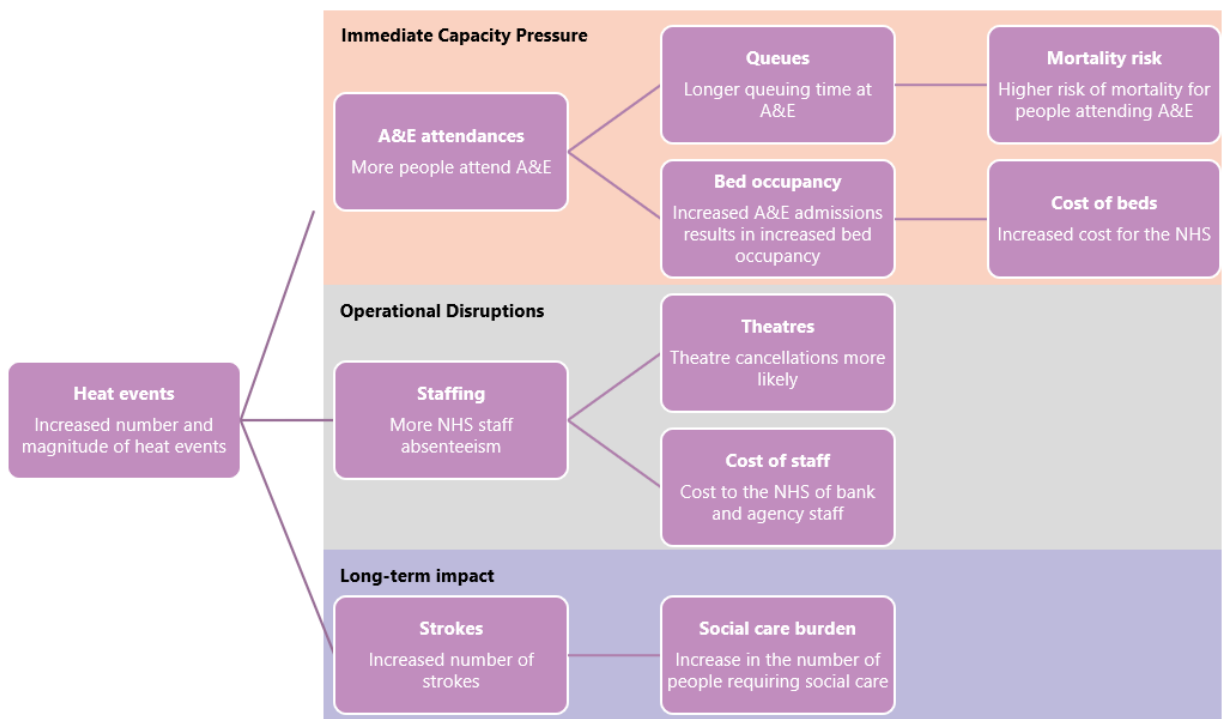 Immediate Capacity Pressure
A&E attendances
More people attend A&E
Queues
Longer queuing time at
A&E
Mortality risk
Higher risk of mortality for
people attending A&E
Bed occupancy
Increased A&E admissions
results in increased bed
occupancy
Cost of beds
Increased cost for the NHS
Heat events
Increased number and
magnitude of heat events
Operational Disruptions
Staffing
More NHS staff
absenteeism
Theatres
Theatre cancellations more
likely
Cost of staff
Cost to the NHS of bank
and agency staff
Long-term impact
Strokes
Increased number of
strokes
Social care burden
Increase in the number of
people requiring social care